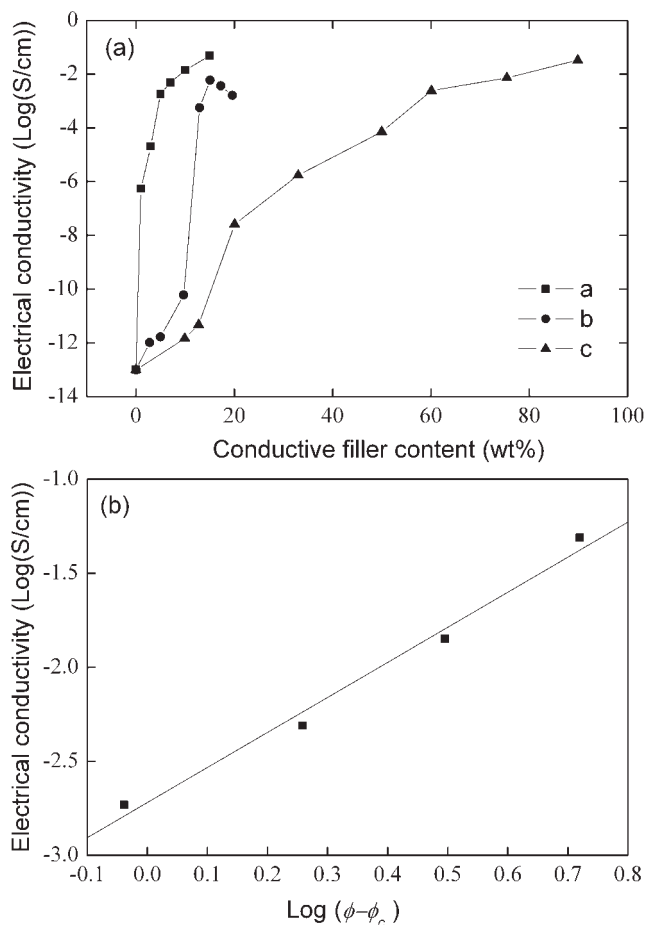 (a)
Electrical conductivity (Log(S/cm))
0
-2
-4
-6
-8
-10
-12
-14
a
b
c
0 20 40 60 80 100
Conductive filler content (wt%)
(b)
Electrical conductivity (Log(S/cm))
-1.0
-1.5
-2.0
-2.5
-3.0
-0.1 0.0 0.1 0.2 0.3 0.4 0.5 0.6 0.7 0.8
Log (ϕ−ϕc)